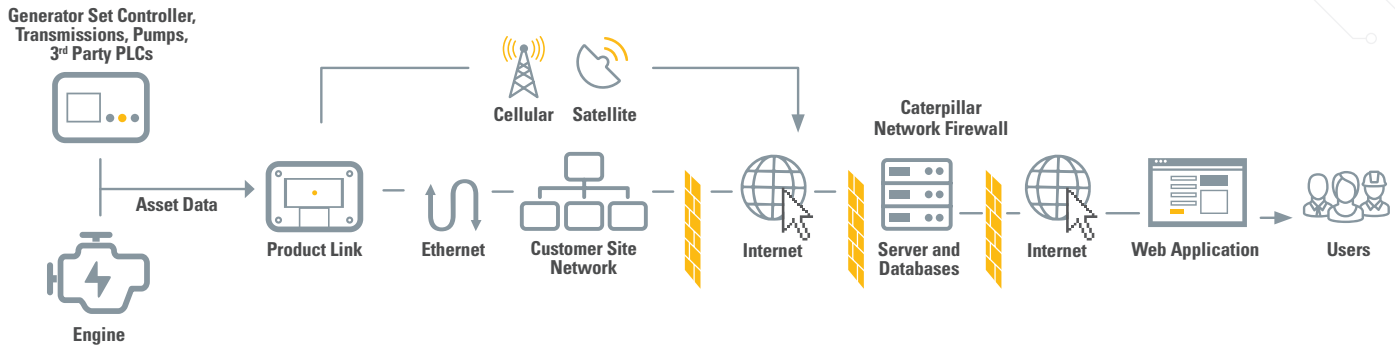 Generator Set Controller,
Transmissions, Pumps,
3rd Party PLCs
Asset Data
Engine
Product Link
Cellular
Satellite
Ethernet
Customer Site
Network
Internet
Caterpillar
Network Firewall
Server and
Databases
Internet
Web Application
Users